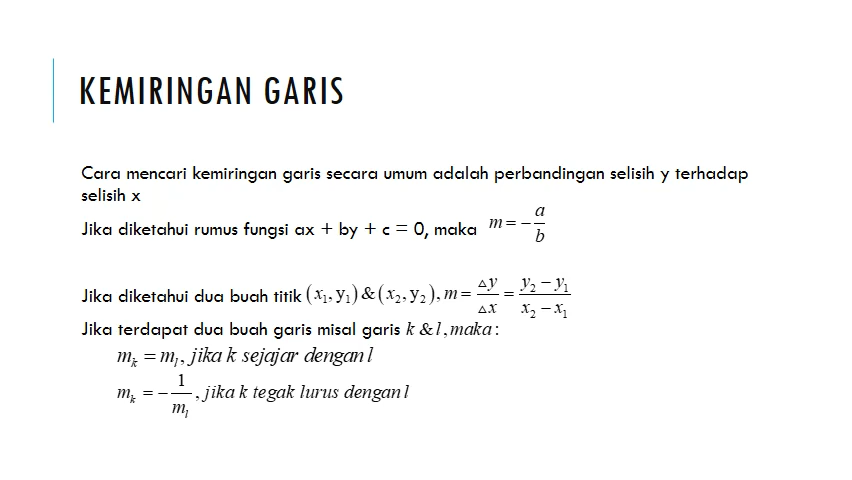 KEMIRINGAN GARIS
Cara mencari kemiringan garis secara umum adalah perbandingan selisih y terhadap
selisih x
Jika diketahui rumus fungsi ax + by + c = 0, maka m = −a/b
Jika diketahui dua buah titik (x₁, y₁) & (x₂, y₂), m = △y/△x = (y₂ − y₁)/(x₂ − x₁)
Jika terdapat dua buah garis misal garis k & l, maka :
mₖ = mₗ, jika k sejajar dengan l
mₖ = −1/mₗ, jika k tegak lurus dengan l